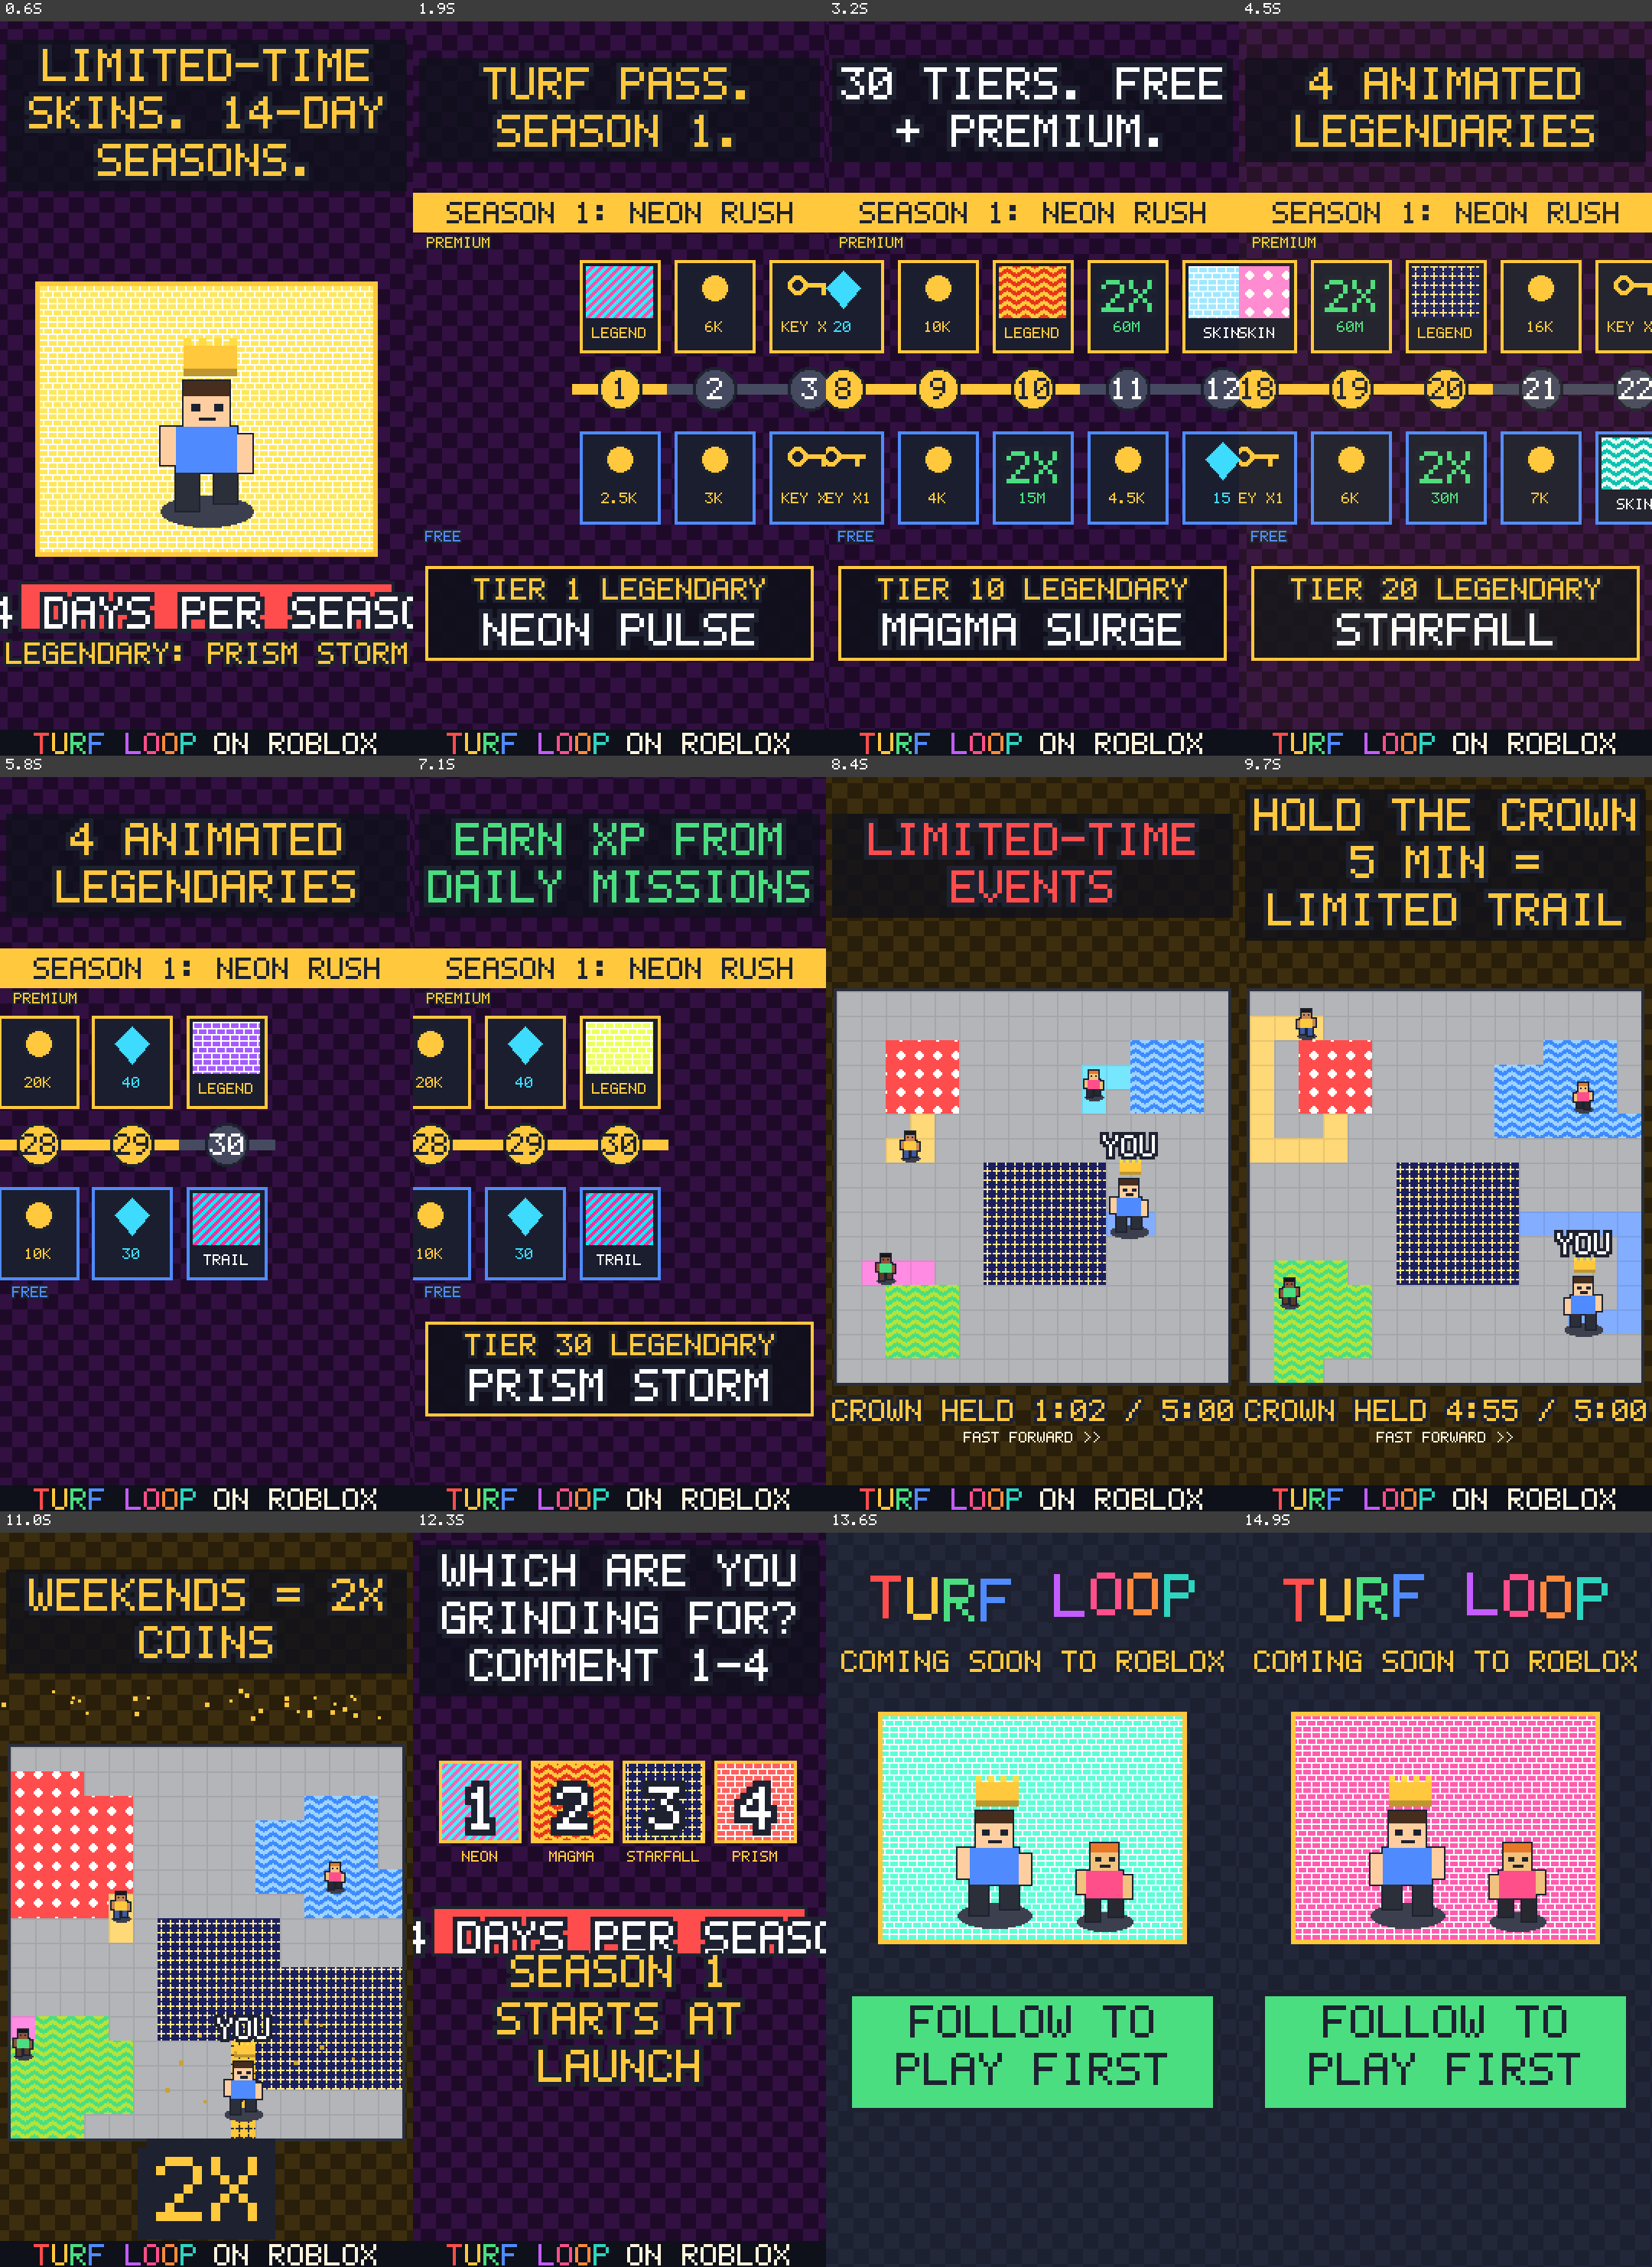 0.6S
LIMITED-TIME
SKINS. 14-DAY
SEASONS.
4 DAYS PER SEASO
LEGENDARY: PRISM STORM
TURF LOOP ON ROBLOX
1.9S
TURF PASS.
SEASON 1.
SEASON 1: NEON RUSH
PREMIUM
LEGEND
6K
KEY X
1
2
3
2.5K
3K
KEY X
FREE
TIER 1 LEGENDARY
NEON PULSE
TURF LOOP ON ROBLOX
3.2S
30 TIERS. FREE
+ PREMIUM.
SEASON 1: NEON RUSH
PREMIUM
20
10K
LEGEND
2X
60M
SKIN
8
9
10
11
12
EY X1
4K
2X
15M
4.5K
15
FREE
TIER 10 LEGENDARY
MAGMA SURGE
TURF LOOP ON ROBLOX
4.5S
4 ANIMATED
LEGENDARIES
SEASON 1: NEON RUSH
PREMIUM
SKIN
2X
60M
LEGEND
16K
KEY X
18
19
20
21
22
EY X1
6K
2X
30M
7K
SKIN
FREE
TIER 20 LEGENDARY
STARFALL
TURF LOOP ON ROBLOX
5.8S
4 ANIMATED
LEGENDARIES
SEASON 1: NEON RUSH
PREMIUM
20K
40
LEGEND
28
29
30
10K
30
TRAIL
FREE
TURF LOOP ON ROBLOX
7.1S
EARN XP FROM
DAILY MISSIONS
SEASON 1: NEON RUSH
PREMIUM
20K
40
LEGEND
28
29
30
10K
30
TRAIL
FREE
TIER 30 LEGENDARY
PRISM STORM
TURF LOOP ON ROBLOX
8.4S
LIMITED-TIME
EVENTS
YOU
CROWN HELD 1:02 / 5:00
FAST FORWARD >>
TURF LOOP ON ROBLOX
9.7S
HOLD THE CROWN
5 MIN =
LIMITED TRAIL
YOU
CROWN HELD 4:55 / 5:00
FAST FORWARD >>
TURF LOOP ON ROBLOX
11.0S
WEEKENDS = 2X
COINS
YOU
2X
TURF LOOP ON ROBLOX
12.3S
WHICH ARE YOU
GRINDING FOR?
COMMENT 1-4
1
2
3
4
NEON
MAGMA
STARFALL
PRISM
4 DAYS PER SEASO
SEASON 1
STARTS AT
LAUNCH
TURF LOOP ON ROBLOX
13.6S
TURF LOOP
COMING SOON TO ROBLOX
FOLLOW TO
PLAY FIRST
14.9S
TURF LOOP
COMING SOON TO ROBLOX
FOLLOW TO
PLAY FIRST